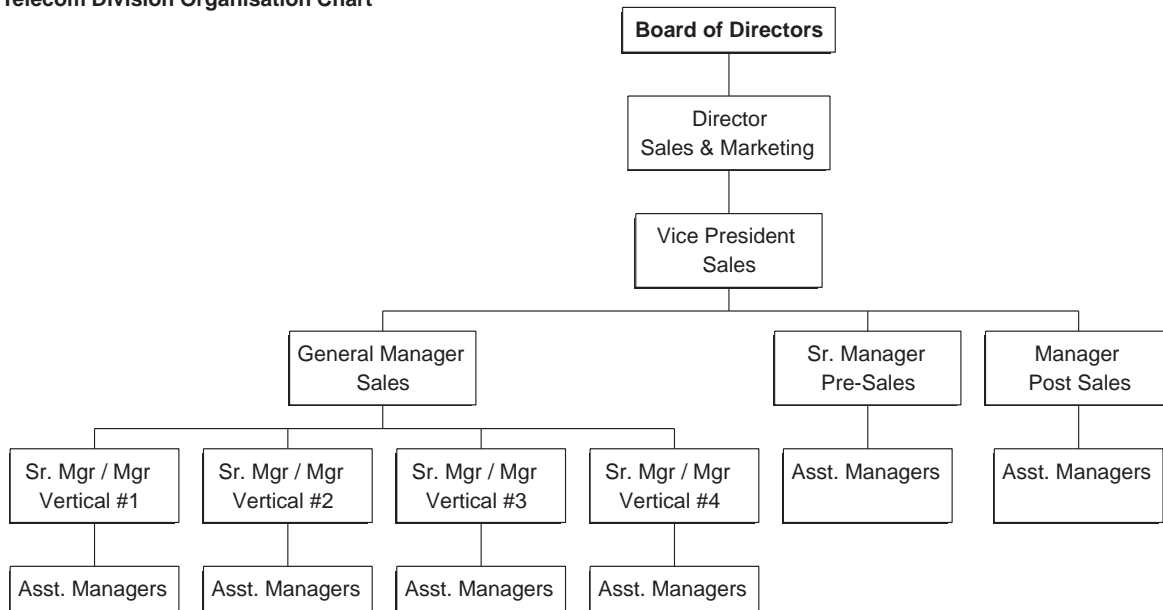 Telecom Division Organisation Chart
Board of Directors
Director
Sales & Marketing
Vice President
Sales
General Manager
Sales
Sr. Manager
Pre-Sales
Manager
Post Sales
Sr. Mgr / Mgr
Vertical #1
Sr. Mgr / Mgr
Vertical #2
Sr. Mgr / Mgr
Vertical #3
Sr. Mgr / Mgr
Vertical #4
Asst. Managers
Asst. Managers
Asst. Managers
Asst. Managers
Asst. Managers
Asst. Managers